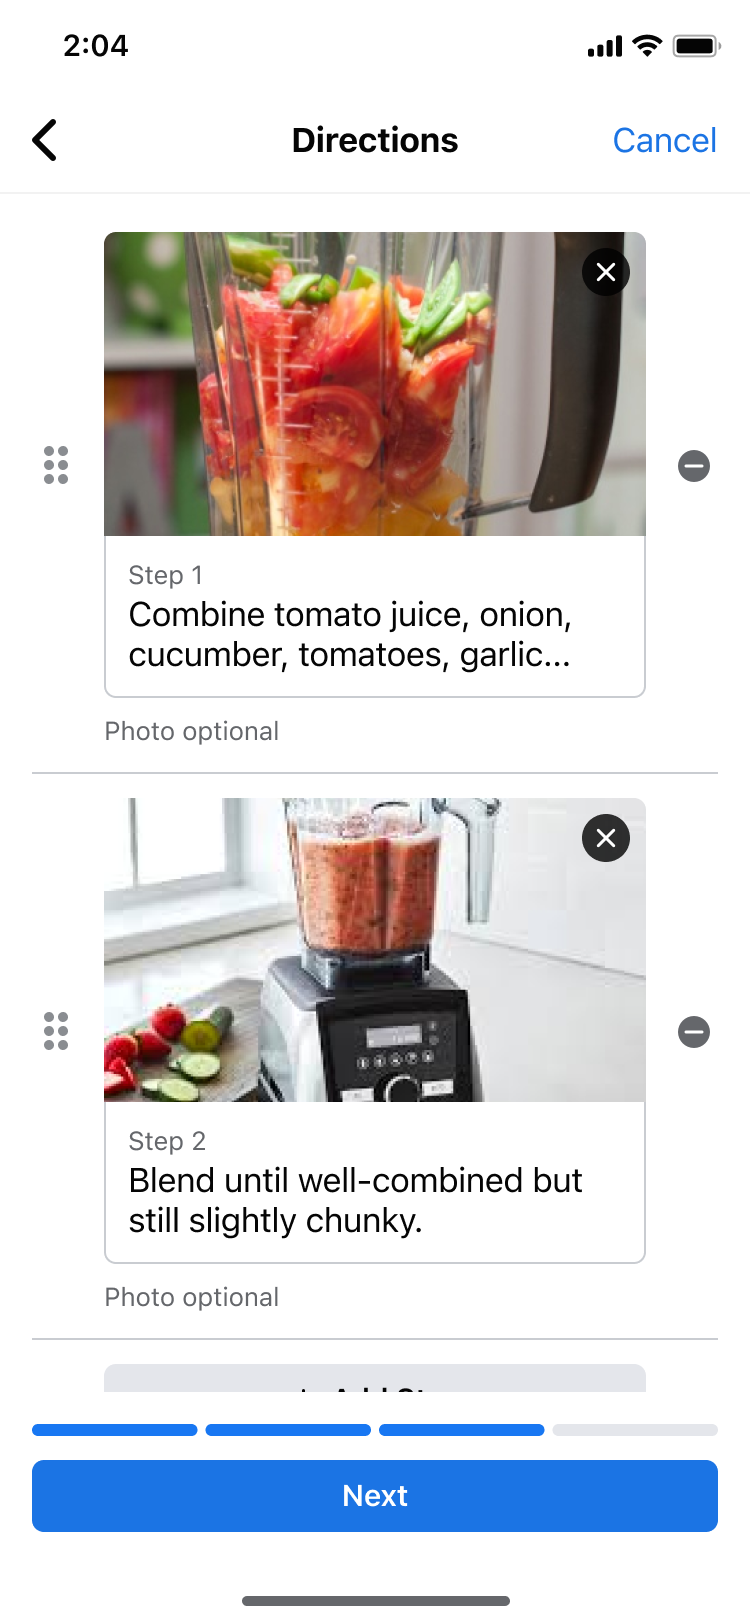 2:04
Directions
Cancel
Step 1
Combine tomato juice, onion,
cucumber, tomatoes, garlic...
Photo optional
Step 2
Blend until well-combined but
still slightly chunky.
Photo optional
Next